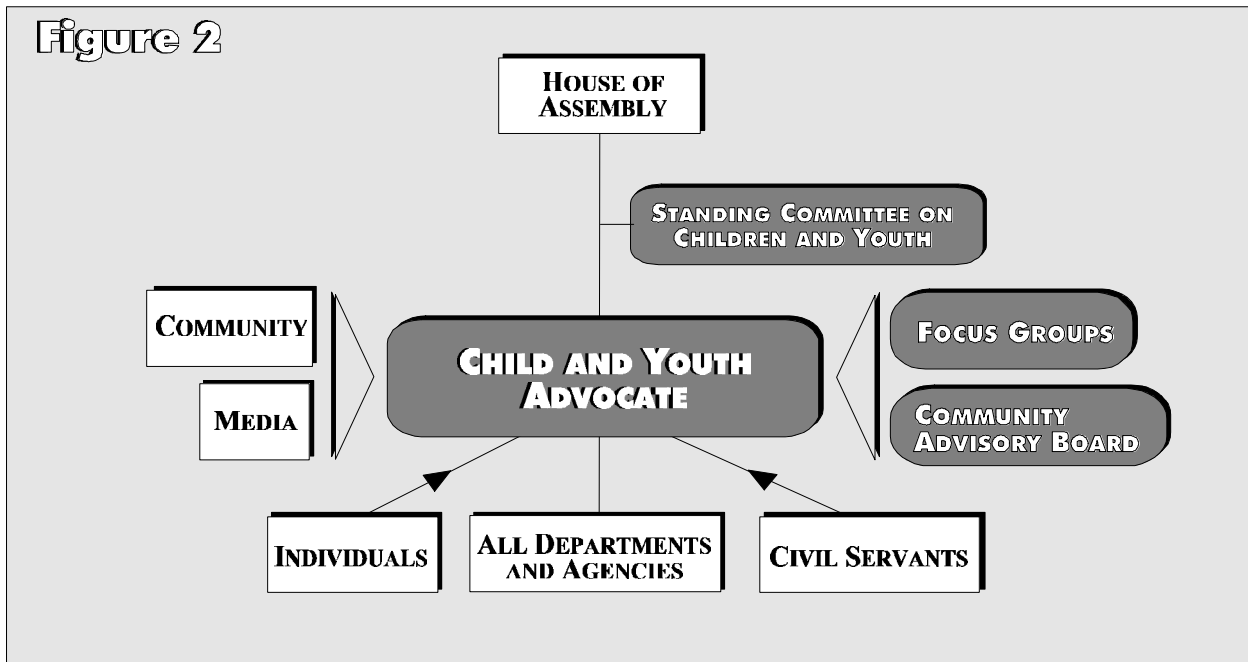 Figure 2
HOUSE OF
ASSEMBLY
STANDING COMMITTEE ON
CHILDREN AND YOUTH
COMMUNITY
MEDIA
CHILD AND YOUTH
ADVOCATE
FOCUS GROUPS
COMMUNITY
ADVISORY BOARD
INDIVIDUALS
ALL DEPARTMENTS
AND AGENCIES
CIVIL SERVANTS